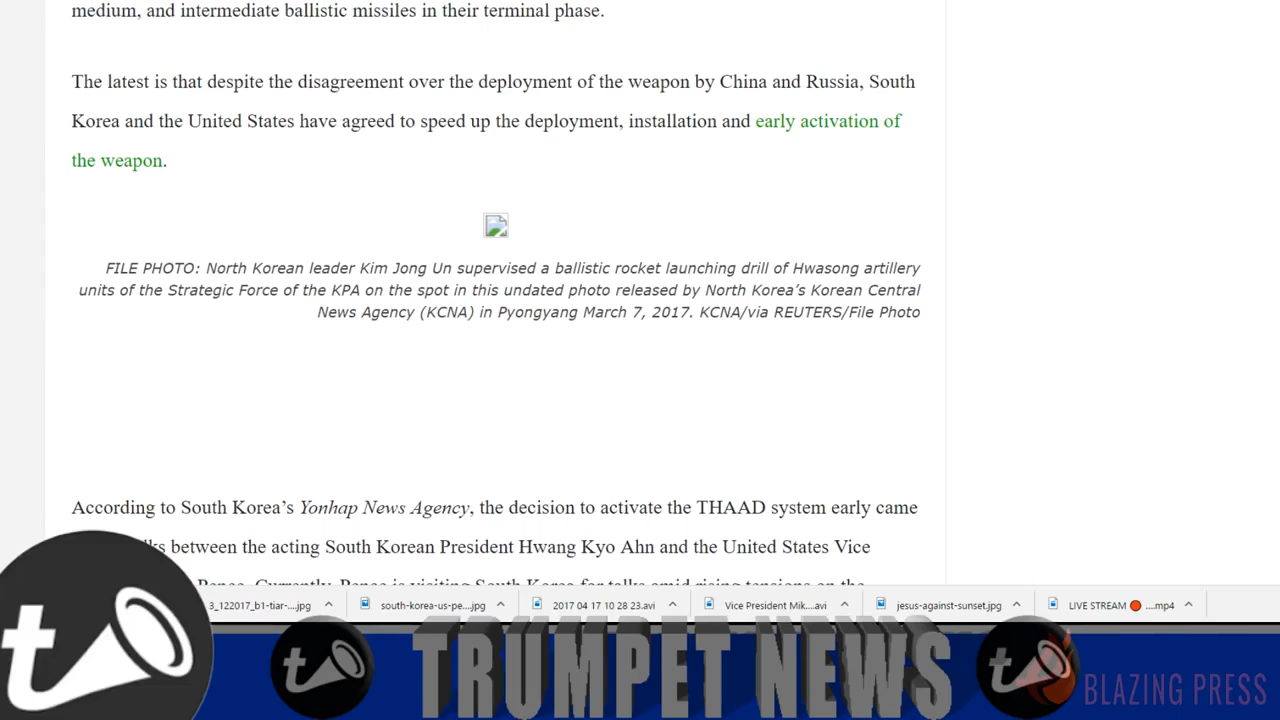 medium, and intermediate ballistic missiles in their terminal phase.
The latest is that despite the disagreement over the deployment of the weapon by China and Russia, South
Korea and the United States have agreed to speed up the deployment, installation and early activation of
the weapon.
FILE PHOTO: North Korean leader Kim Jong Un supervised a ballistic rocket launching drill of Hwasong artillery
units of the Strategic Force of the KPA on the spot in this undated photo released by North Korea's Korean Central
News Agency (KCNA) in Pyongyang March 7, 2017. KCNA/via REUTERS/File Photo
According to South Korea's Yonhap News Agency, the decision to activate the THAAD system early came
between the acting South Korean President Hwang Kyo Ahn and the United States Vice
Pence. Currently, Pence is visiting South Korea for talks amid rising tensions on the
3_122017_b1-tiar-....jpg south-korea-us-pe....jpg 2017 04 17 10 28 23.avi Vice President Mik....avi jesus-against-sunset.jpg LIVE STREAM 🔴 ....mp4
t t TRUMPET NEWS t BLAZING PRESS